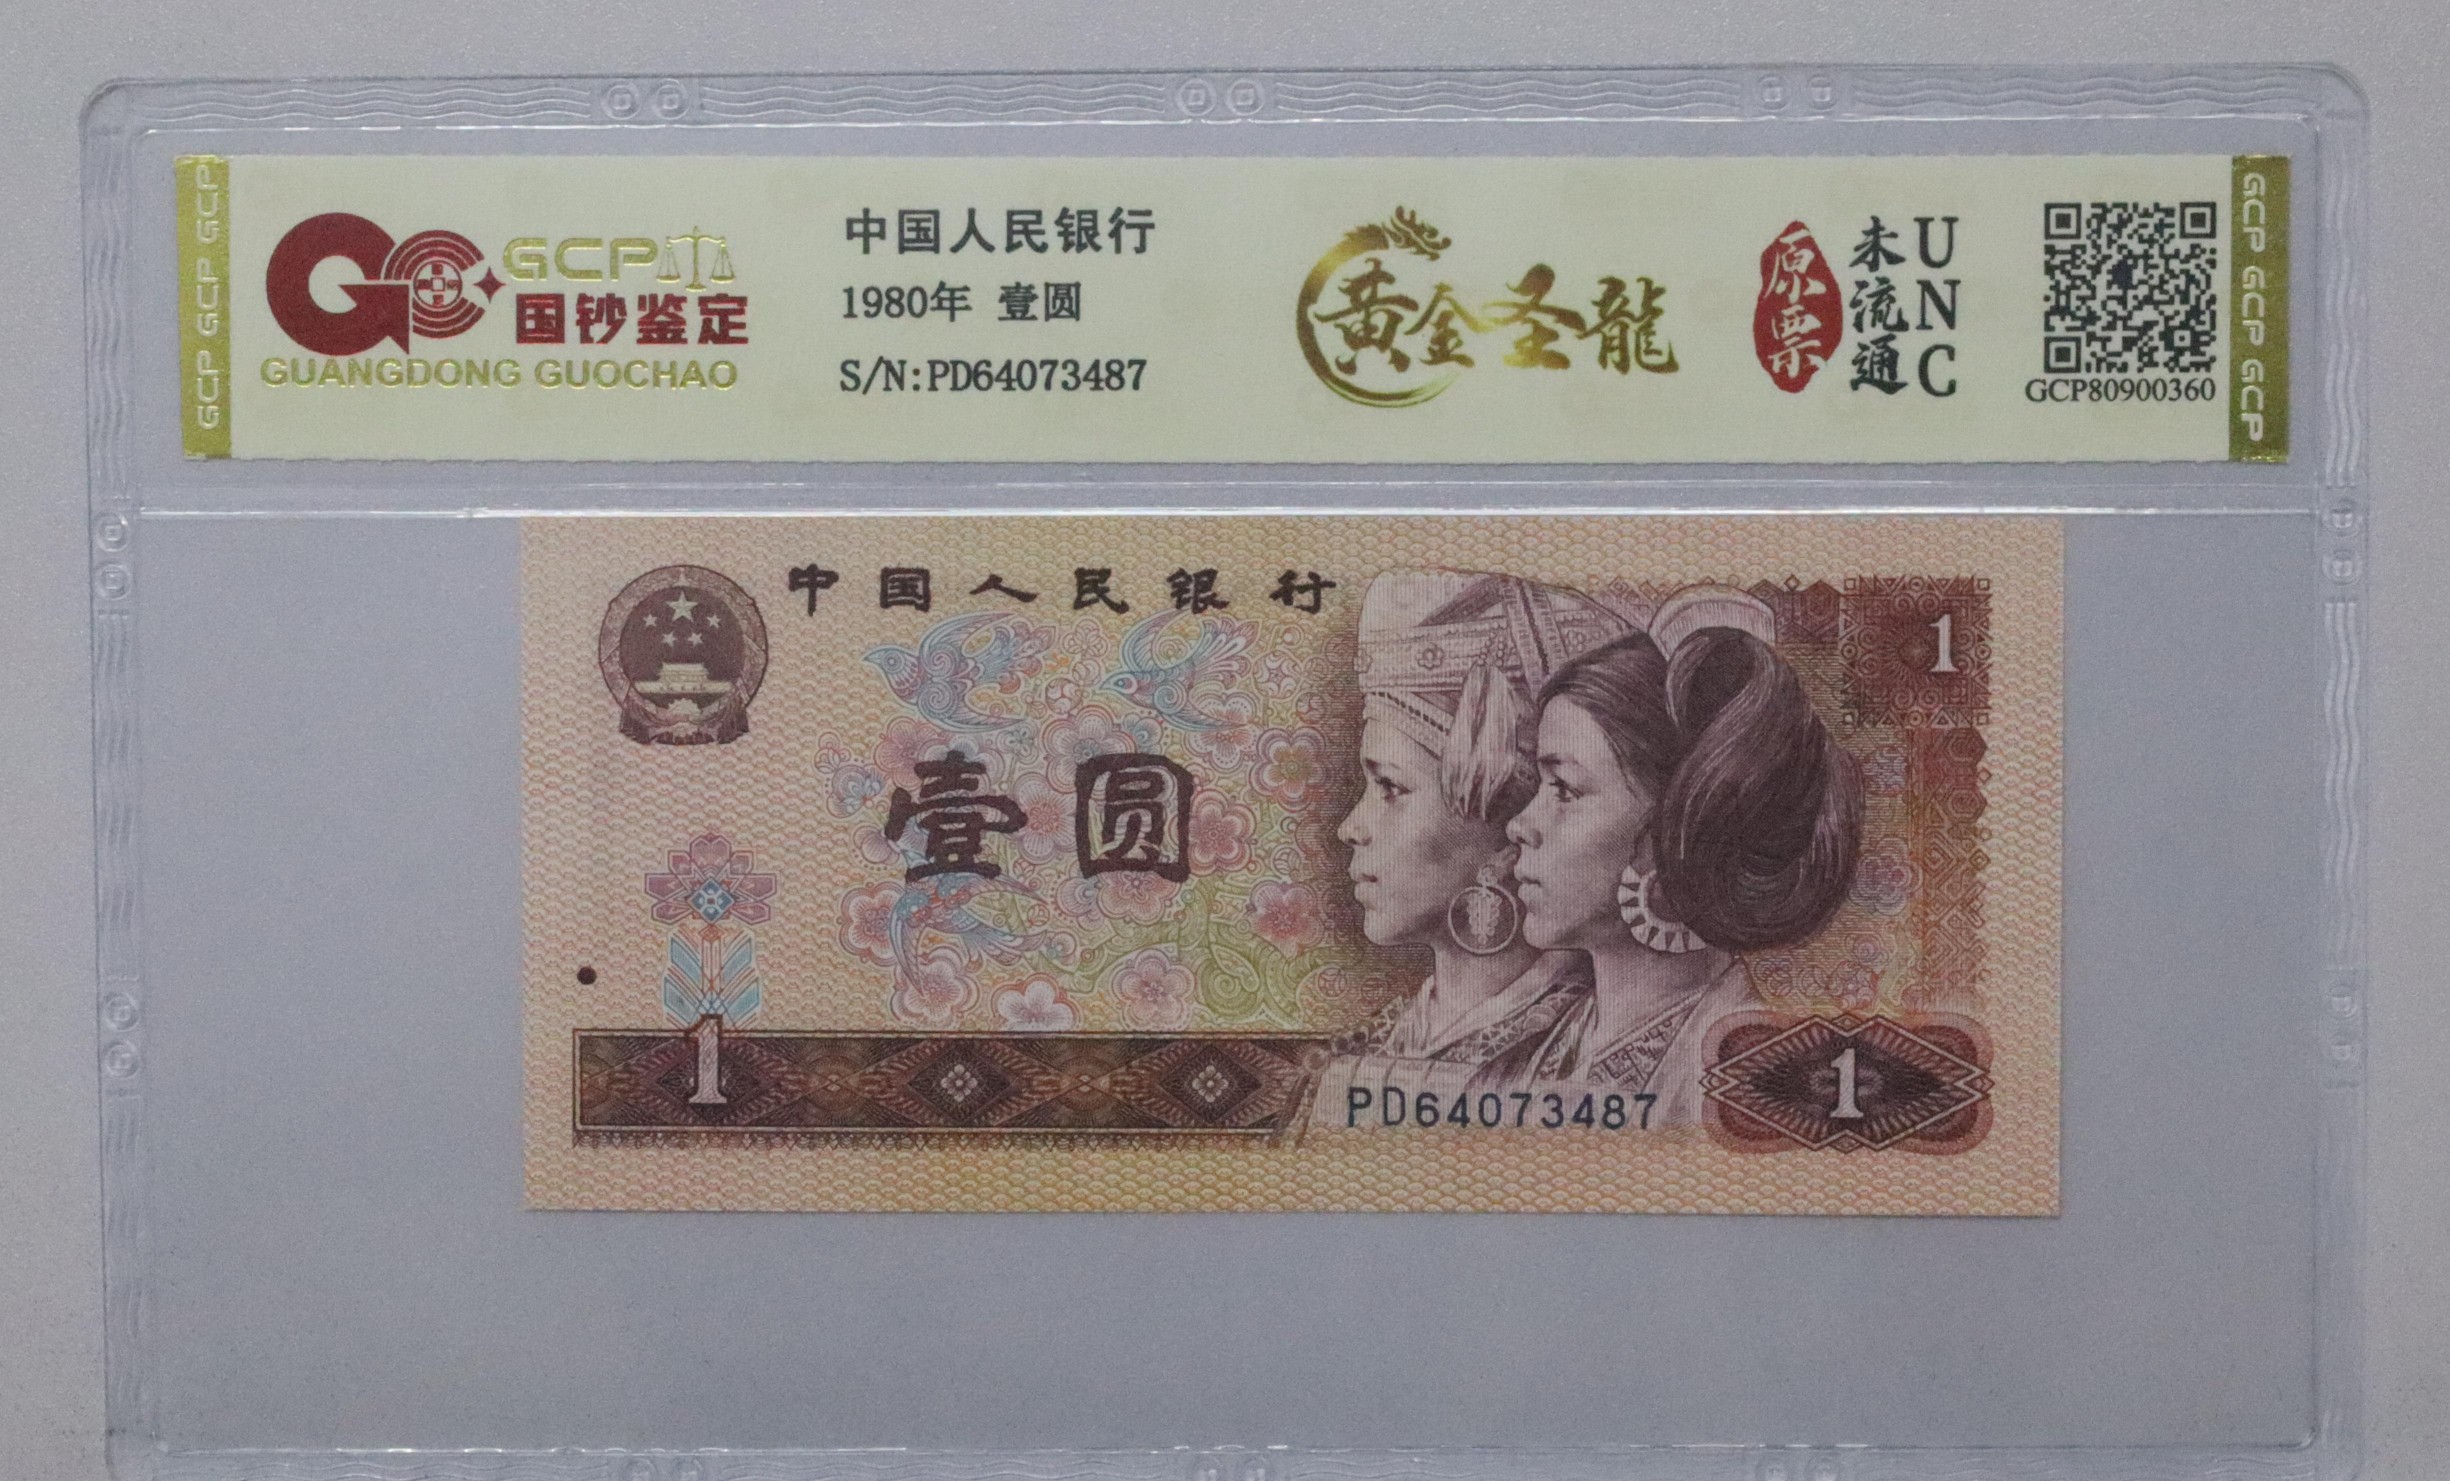 GCP GCP GCP
GCP
国钞鉴定
GUANGDONG GUOCHAO
中国人民银行
1980年 壹圆
S/N:PD64073487
黄金圣龍
原票
未流通
UNC
GCP80900360
GCP GCP GCP
中国人民银行
1
壹圆
1
PD64073487
1